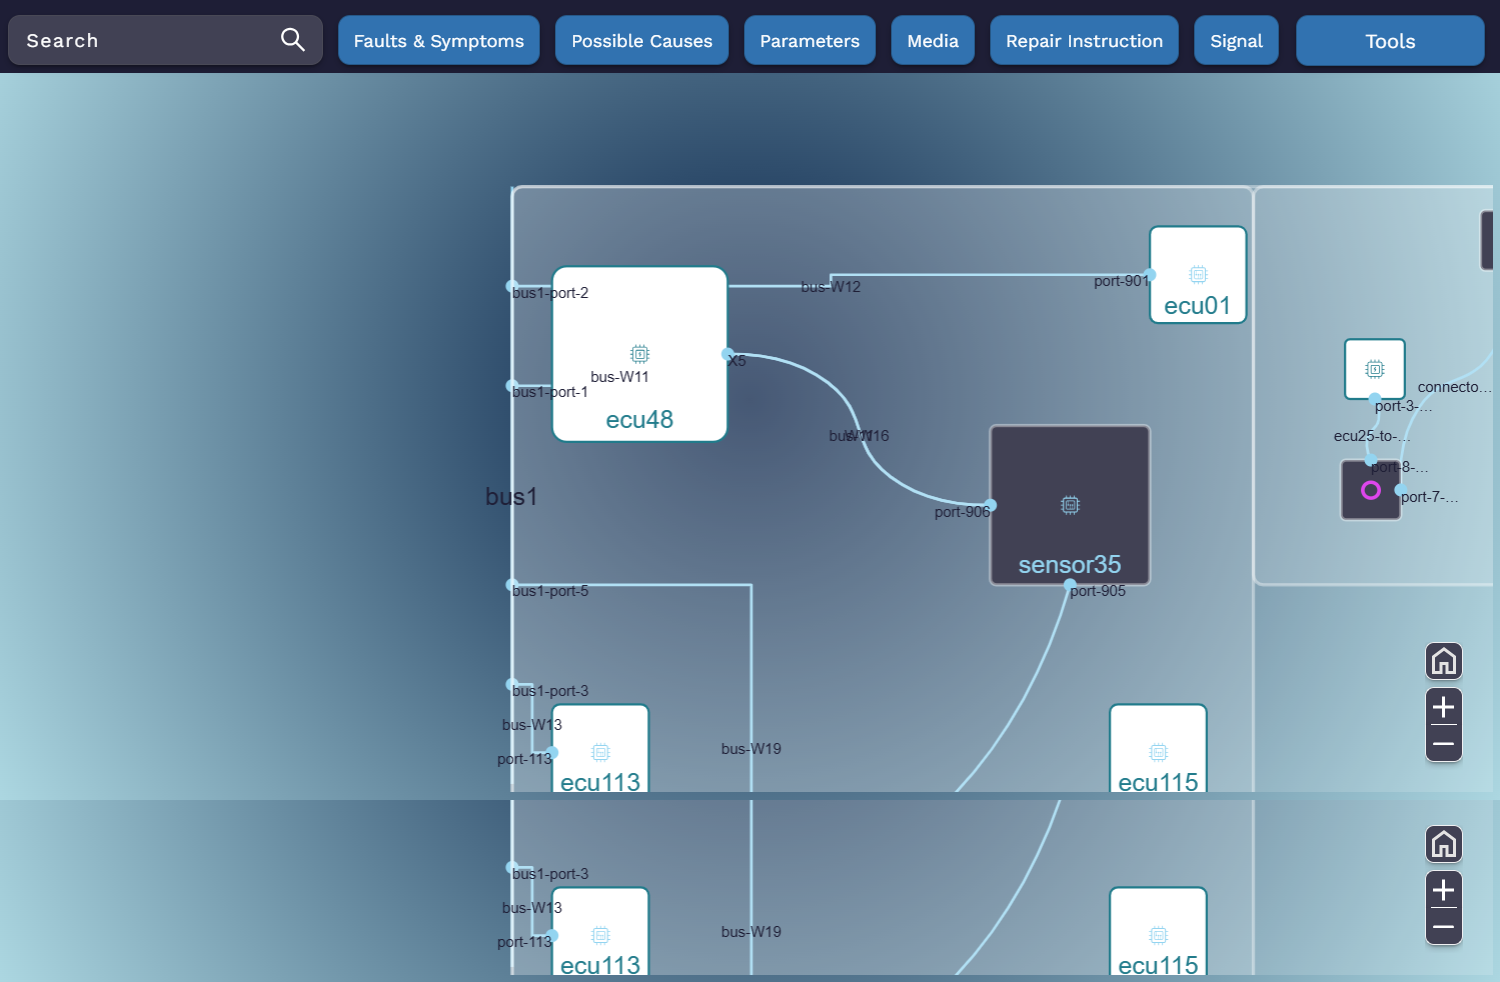 Search
Faults & Symptoms
Possible Causes
Parameters
Media
Repair Instruction
Signal
Tools
bus1-port-2
bus-W12
port-901
ecu01
X5
bus-W11
bus1-port-1
ecu48
connecto...
port-3-...
ecu25-to-...
port-8-...
port-7-...
bus1
port-906
sensor35
bus1-port-5
port-905
bus1-port-3
bus-W13
bus-W19
port-113
ecu113
ecu115
bus1-port-3
bus-W13
bus-W19
port-113
ecu113
ecu115